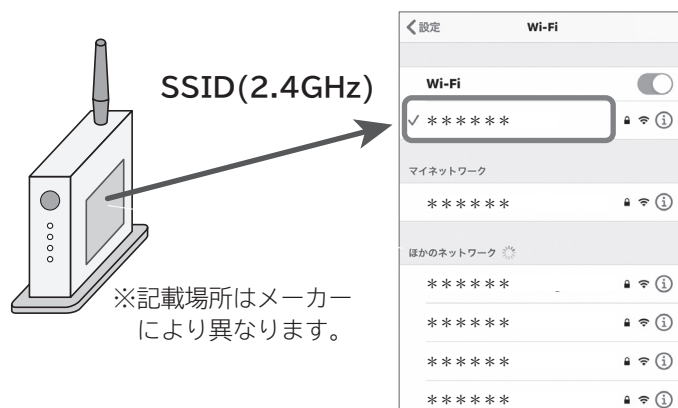 SSID(2.4GHz)
※記載場所はメーカー
により異なります。
設定
Wi-Fi
Wi-Fi
******
マイネットワーク
******
ほかのネットワーク
******
******
******
******